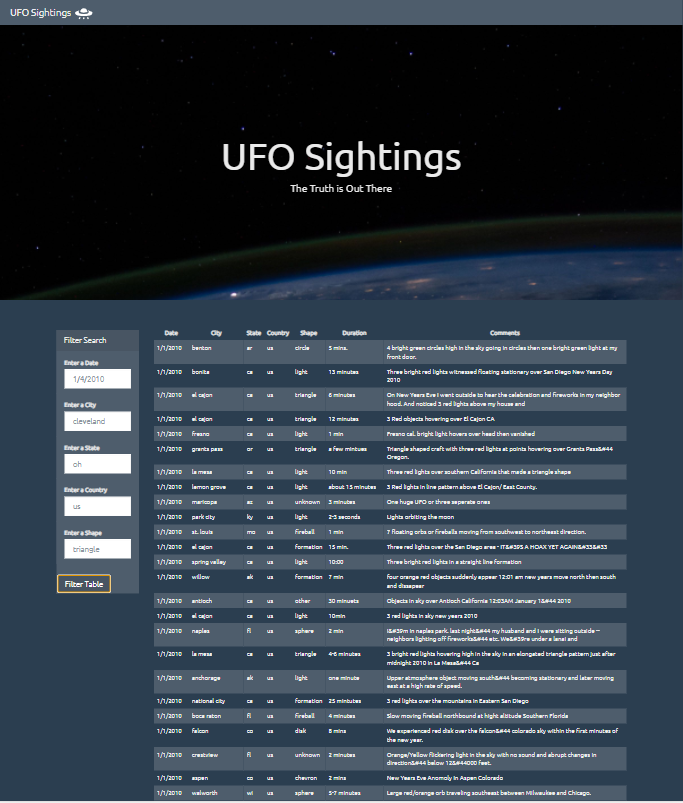 UFO Sightings
UFO Sightings
The Truth is Out There
Filter Search
Enter a Date
1/4/2010
Enter a City
cleveland
Enter a State
oh
Enter a Country
us
Enter a Shape
triangle
Filter Table
Date City State Country Shape Duration Comments
1/1/2010 benton ar us circle 5 mins. 4 bright green circles high in the sky going in circles then one bright green light at my
front door.
1/1/2010 bonita ca us light 13 minutes Three bright red lights witnessed floating stationary over San Diego New Years Day
2010
1/1/2010 el cajon ca us triangle 6 minutes On New Years Eve I went outside to hear the celebration and fireworks in my neighbor
hood. And noticed 3 red lights above my house and
1/1/2010 el cajon ca us triangle 12 minutes 3 Red objects hovering over El Cajon CA
1/1/2010 fresno ca us light 1 min Fresno cal. bright light hovers over head then vanished
1/1/2010 grants pass or us triangle a few mintues Triangle shaped craft with three red lights at points hovering over Grants Pass&#44
Oregon.
1/1/2010 la mesa ca us light 10 min Three red lights over southern California that made a triangle shape
1/1/2010 lemon grove ca us light about 15 minutes 3 Red lights in line pattern above El Cajon/ East County.
1/1/2010 maricopa az us unknown 3 minutes One huge UFO or three seperate ones
1/1/2010 park city ky us light 2-3 seconds Lights orbiting the moon
1/1/2010 st. louis mo us fireball 1 min 7 floating orbs or fireballs moving from southwest to northeast direction.
1/1/2010 el cajon ca us formation 15 min. Three red lights over the San Diego area - IT&#39S A HOAX YET AGAIN&#33&#33
1/1/2010 spring valley ca us light 10:00 Three bright red lights in a streight line formation
1/1/2010 willow ak us formation 7 min four orange red objects suddenly appear 12:01 am new years move north then south
and dissapear
1/1/2010 antioch ca us other 30 minuets Objects in sky over Antioch California 12:03AM January 1&#44 2010
1/1/2010 el cajon ca us light 10min 3 red lights in sky new years 2010
1/1/2010 naples fl us sphere 2 min I&#39m in naples park, last night&#44 my husband and I were sitting outside --
neighbors lighting off fireworks&#44 etc. We&#39re under a lanai and
1/1/2010 la mesa ca us triangle 4-6 minutes 3 bright red lights hovering high in the sky in an elongated triangle pattern just after
midnight 2010 in La Mesa&#44 Ca
1/1/2010 anchorage ak us light one minute Upper atmosphere object moving south&#44 becoming stationary and later moving
east at a high rate of speed.
1/1/2010 national city ca us formation 25 mintutes 3 red lights over the mountains in Eastern San Diego
1/1/2010 boca raton fl us fireball 4 minutes Slow moving fireball northbound at hight altitude Southern Florida
1/1/2010 falcon co us disk 8 mins We experienced red disk over the falcon&#44 colorado sky within the first minutes of
the new year.
1/1/2010 crestview fl us unknown 2 minutes Orange/Yellow flickering light in the sky with no sound and abrupt changes in
direction&#44 below 12&#44000 feet.
1/1/2010 aspen co us chevron 2 mins New Years Eve Anomoly in Aspen Colorado
1/1/2010 walworth wi us sphere 5-7 minutes Large red/orange orb traveling southeast between Milwaukee and Chicago.